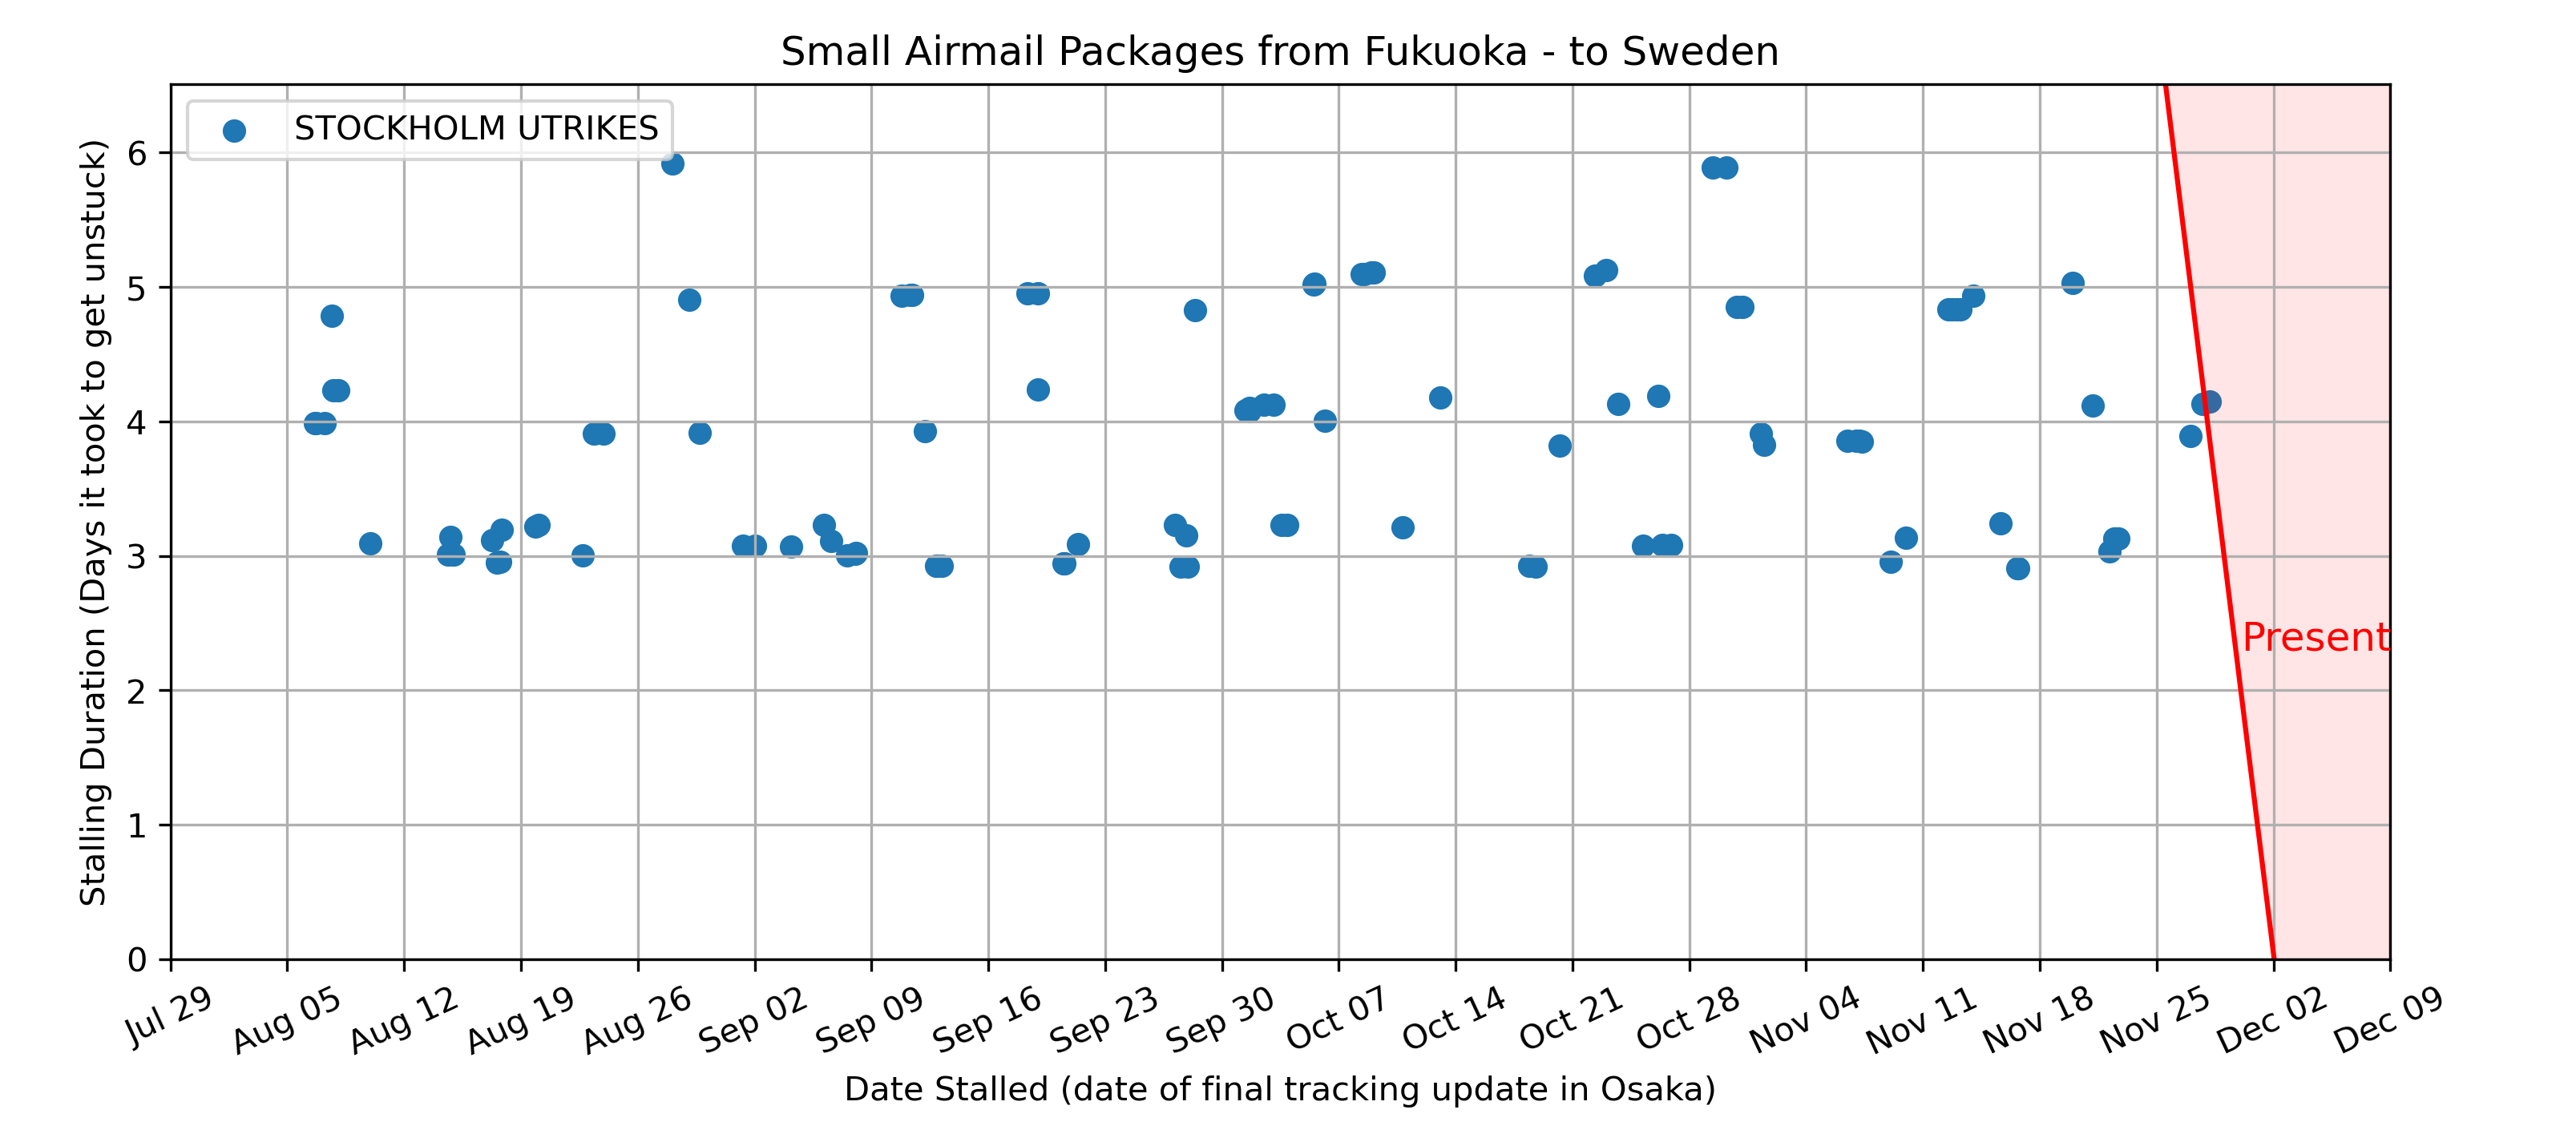 Small Airmail Packages from Fukuoka - to Sweden
STOCKHOLM UTRIKES
Stalling Duration (Days it took to get unstuck)
6
5
4
3
2
1
0
Present
Jul 29
Aug 05
Aug 12
Aug 19
Aug 26
Sep 02
Sep 09
Sep 16
Sep 23
Sep 30
Oct 07
Oct 14
Oct 21
Oct 28
Nov 04
Nov 11
Nov 18
Nov 25
Dec 02
Dec 09
Date Stalled (date of final tracking update in Osaka)